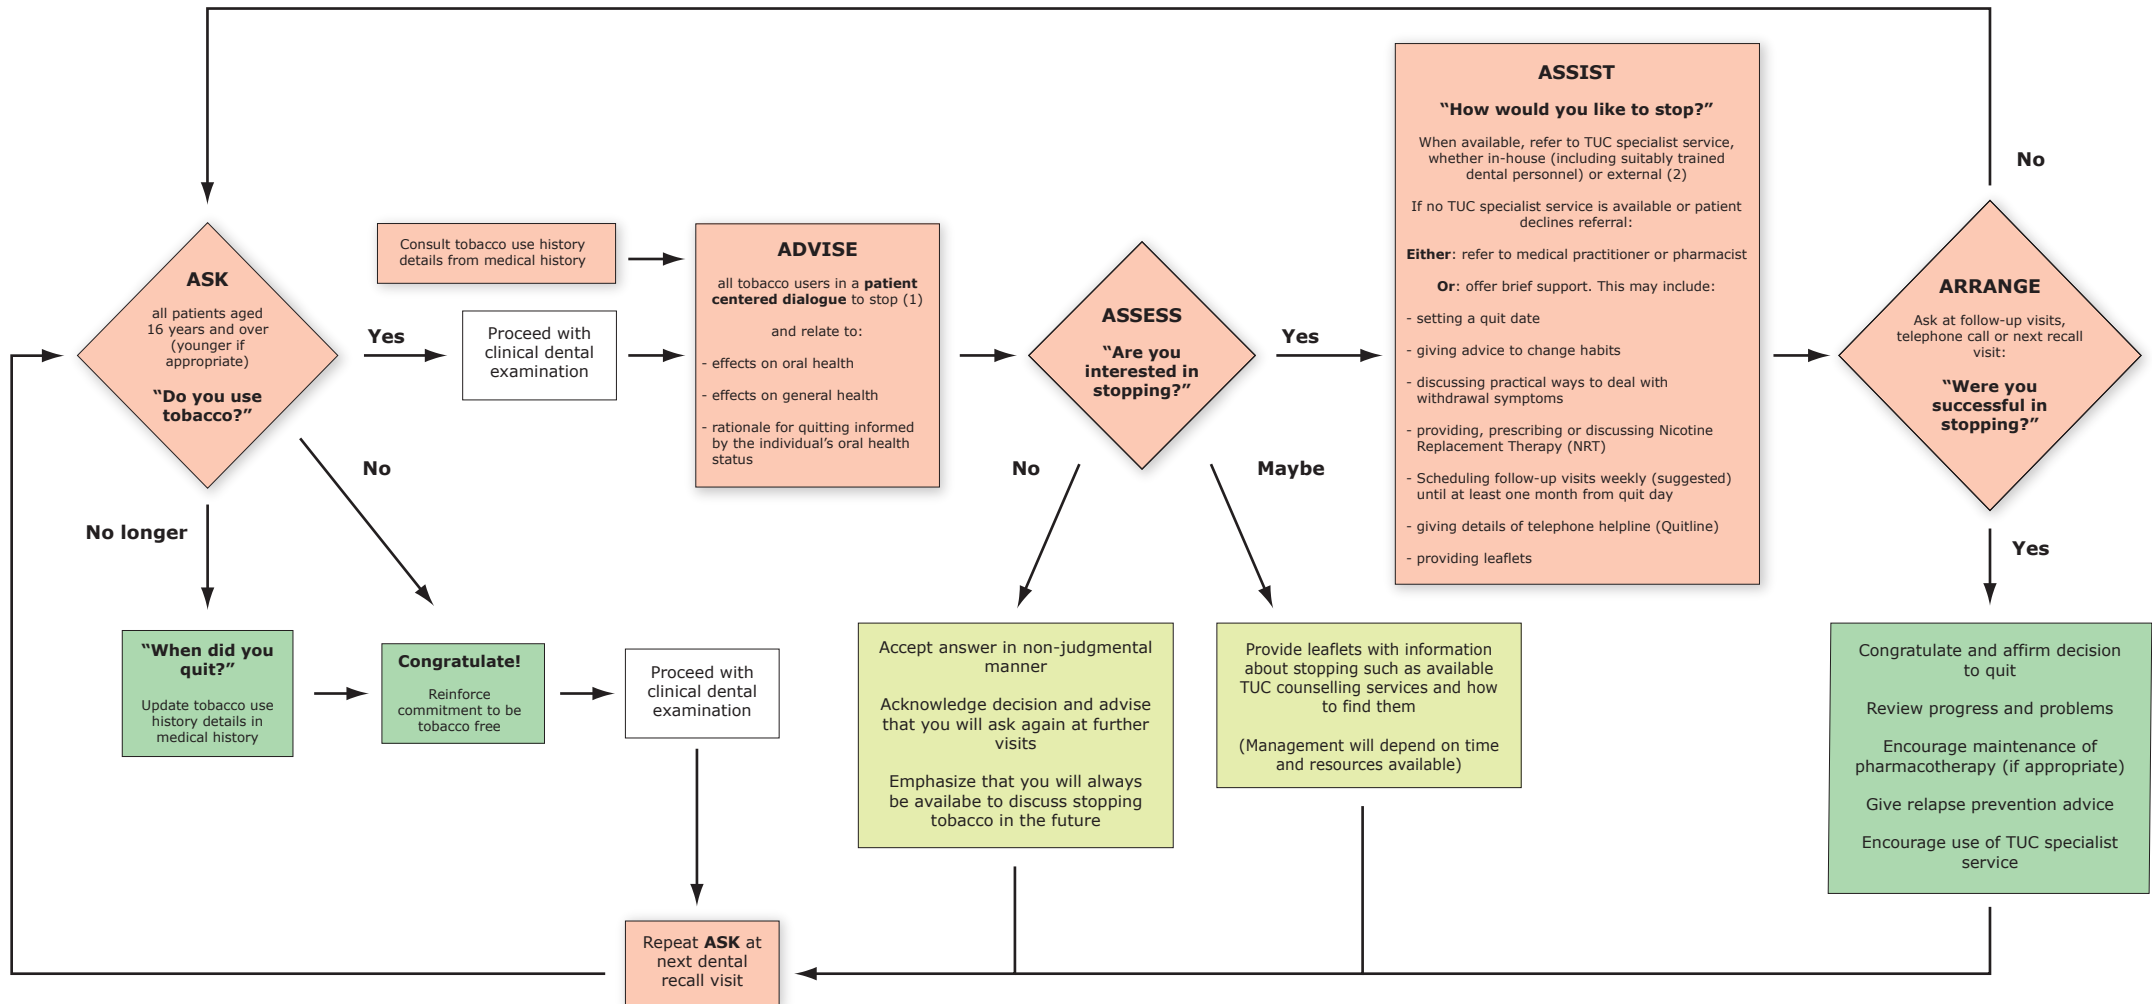 ASK
all patients aged
16 years and over
(younger if
appropriate)
“Do you use
tobacco?”
Yes
No
No longer
Consult tobacco use history
details from medical history
Proceed with
clinical dental
examination
ADVISE
all tobacco users in a patient
centered dialogue to stop (1)
and relate to:
- effects on oral health
- effects on general health
- rationale for quitting informed
by the individual’s oral health
status
ASSESS
“Are you
interested in
stopping?”
Yes
No
Maybe
ASSIST
“How would you like to stop?”
When available, refer to TUC specialist service,
whether in-house (including suitably trained
dental personnel) or external (2)
If no TUC specialist service is available or patient
declines referral:
Either: refer to medical practitioner or pharmacist
Or: offer brief support. This may include:
- setting a quit date
- giving advice to change habits
- discussing practical ways to deal with
withdrawal symptoms
- providing, prescribing or discussing Nicotine
Replacement Therapy (NRT)
- Scheduling follow-up visits weekly (suggested)
until at least one month from quit day
- giving details of telephone helpline (Quitline)
- providing leaflets
No
ARRANGE
Ask at follow-up visits,
telephone call or next recall
visit:
“Were you
successful in
stopping?”
Yes
“When did you
quit?”
Update tobacco use
history details in
medical history
Congratulate!
Reinforce
commitment to be
tobacco free
Proceed with
clinical dental
examination
Accept answer in non-judgmental
manner
Acknowledge decision and advise
that you will ask again at further
visits
Emphasize that you will always
be availabe to discuss stopping
tobacco in the future
Provide leaflets with information
about stopping such as available
TUC counselling services and how
to find them
(Management will depend on time
and resources available)
Congratulate and affirm decision
to quit
Review progress and problems
Encourage maintenance of
pharmacotherapy (if appropriate)
Give relapse prevention advice
Encourage use of TUC specialist
service
Repeat ASK at
next dental
recall visit